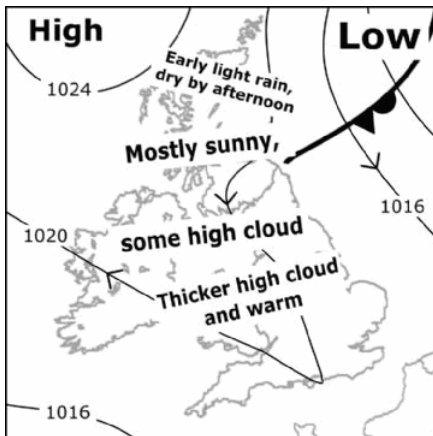 High
Low
1024
Early light rain,
dry by afternoon
Mostly sunny,
1016
1020
some high cloud
Thicker high cloud
and warm
1016